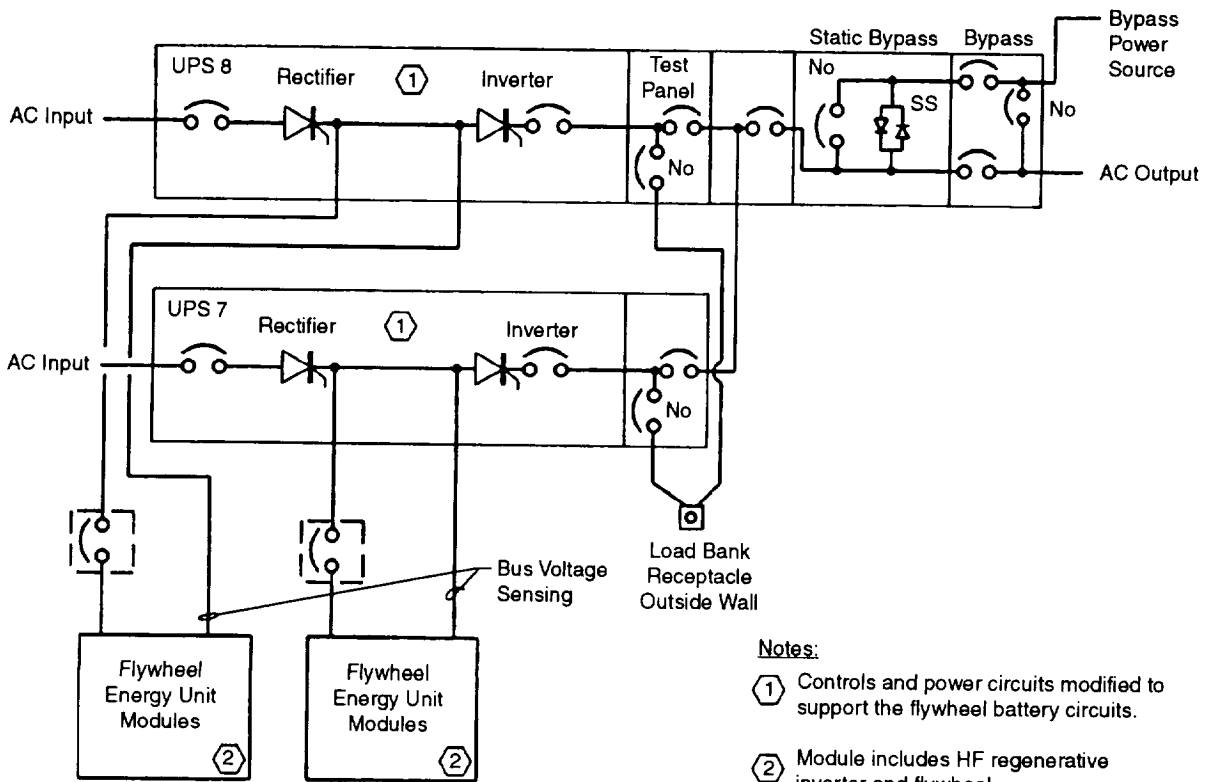 Bypass
Power
Source
Static Bypass
Bypass
UPS 8
Rectifier
1
Inverter
Test
Panel
No
SS
No
AC Input
No
AC Output
UPS 7
Rectifier
1
Inverter
AC Input
No
Bus Voltage
Sensing
Load Bank
Receptacle
Outside Wall
Flywheel
Energy Unit
Modules
2
Flywheel
Energy Unit
Modules
2
Notes:
1 Controls and power circuits modified to
support the flywheel battery circuits.
2 Module includes HF regenerative
inverter and flywheel